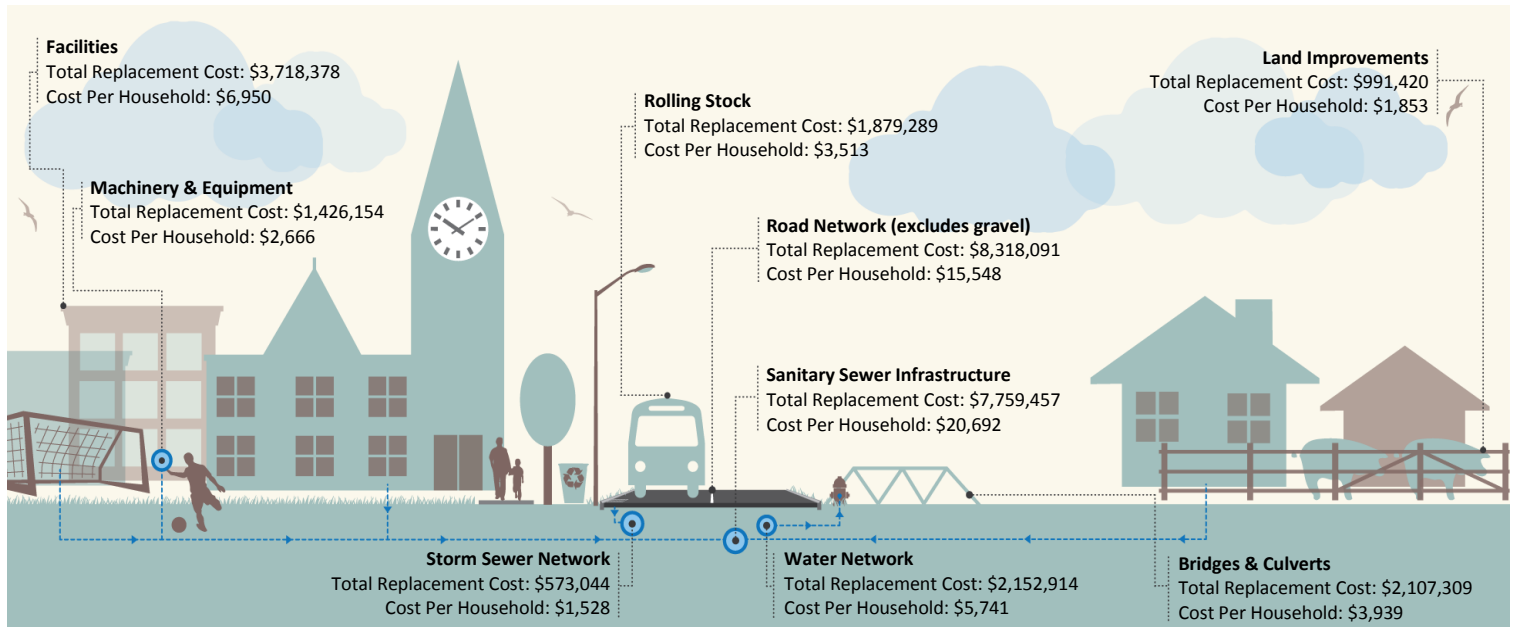 Facilities
Total Replacement Cost: $3,718,378
Cost Per Household: $6,950
Machinery & Equipment
Total Replacement Cost: $1,426,154
Cost Per Household: $2,666
Rolling Stock
Total Replacement Cost: $1,879,289
Cost Per Household: $3,513
Land Improvements
Total Replacement Cost: $991,420
Cost Per Household: $1,853
Road Network (excludes gravel)
Total Replacement Cost: $8,318,091
Cost Per Household: $15,548
Sanitary Sewer Infrastructure
Total Replacement Cost: $7,759,457
Cost Per Household: $20,692
Storm Sewer Network
Total Replacement Cost: $573,044
Cost Per Household: $1,528
Water Network
Total Replacement Cost: $2,152,914
Cost Per Household: $5,741
Bridges & Culverts
Total Replacement Cost: $2,107,309
Cost Per Household: $3,939